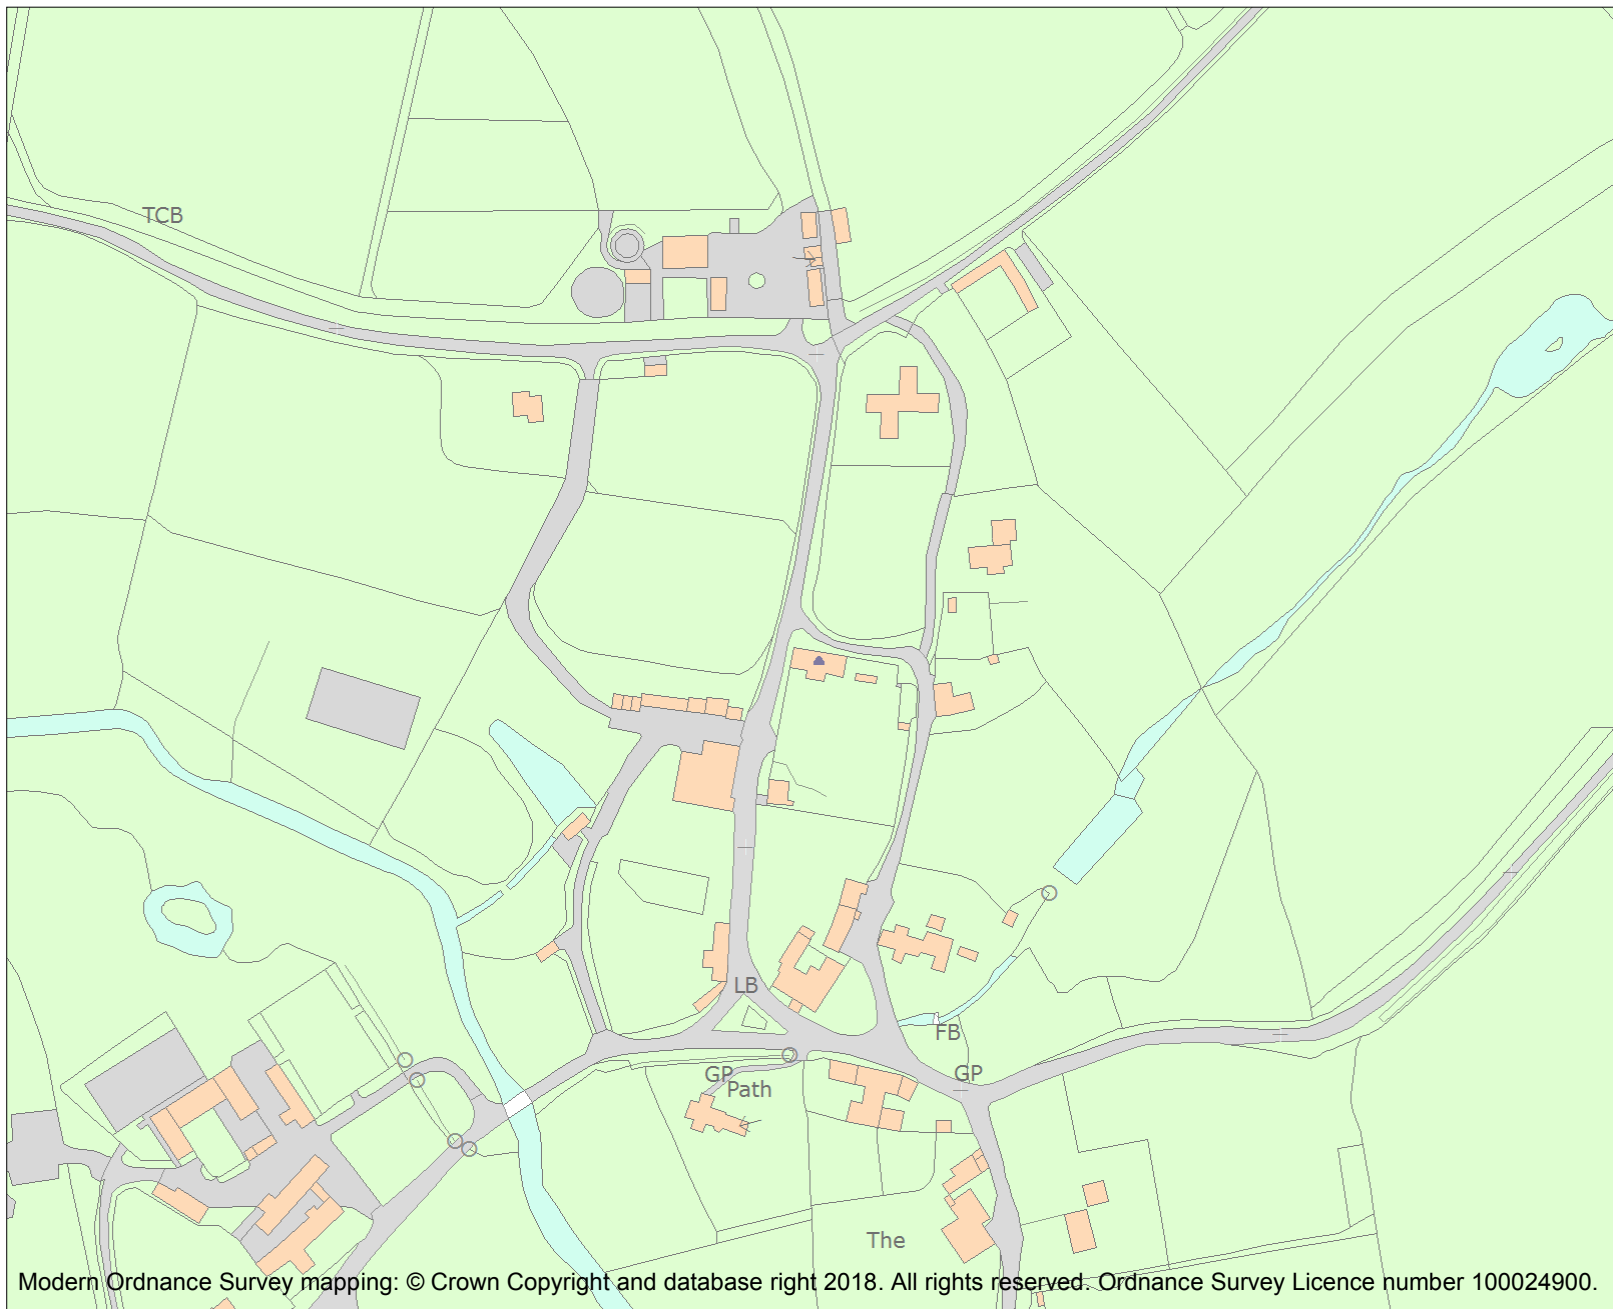 TCB
LB
FB
GP
GP
Path
The
Modern Ordnance Survey mapping: © Crown Copyright and database right 2018. All rights reserved. Ordnance Survey Licence number 100024900.